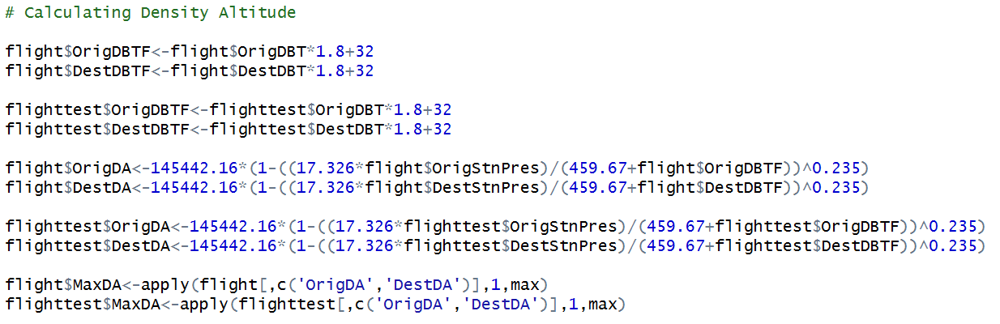 # Calculating Density Altitude
flight$OrigDBTF<-flight$OrigDBT*1.8+32
flight$DestDBTF<-flight$DestDBT*1.8+32
flighttest$OrigDBTF<-flighttest$OrigDBT*1.8+32
flighttest$DestDBTF<-flighttest$DestDBT*1.8+32
flight$OrigDA<-145442.16*(1-((17.326*flight$OrigStnPres)/(459.67+flight$OrigDBTF))^0.235)
flight$DestDA<-145442.16*(1-((17.326*flight$DestStnPres)/(459.67+flight$DestDBTF))^0.235)
flighttest$OrigDA<-145442.16*(1-((17.326*flighttest$OrigStnPres)/(459.67+flighttest$OrigDBTF))^0.235)
flighttest$DestDA<-145442.16*(1-((17.326*flighttest$DestStnPres)/(459.67+flighttest$DestDBTF))^0.235)
flight$MaxDA<-apply(flight[,c('OrigDA','DestDA')],1,max)
flighttest$MaxDA<-apply(flighttest[,c('OrigDA','DestDA')],1,max)